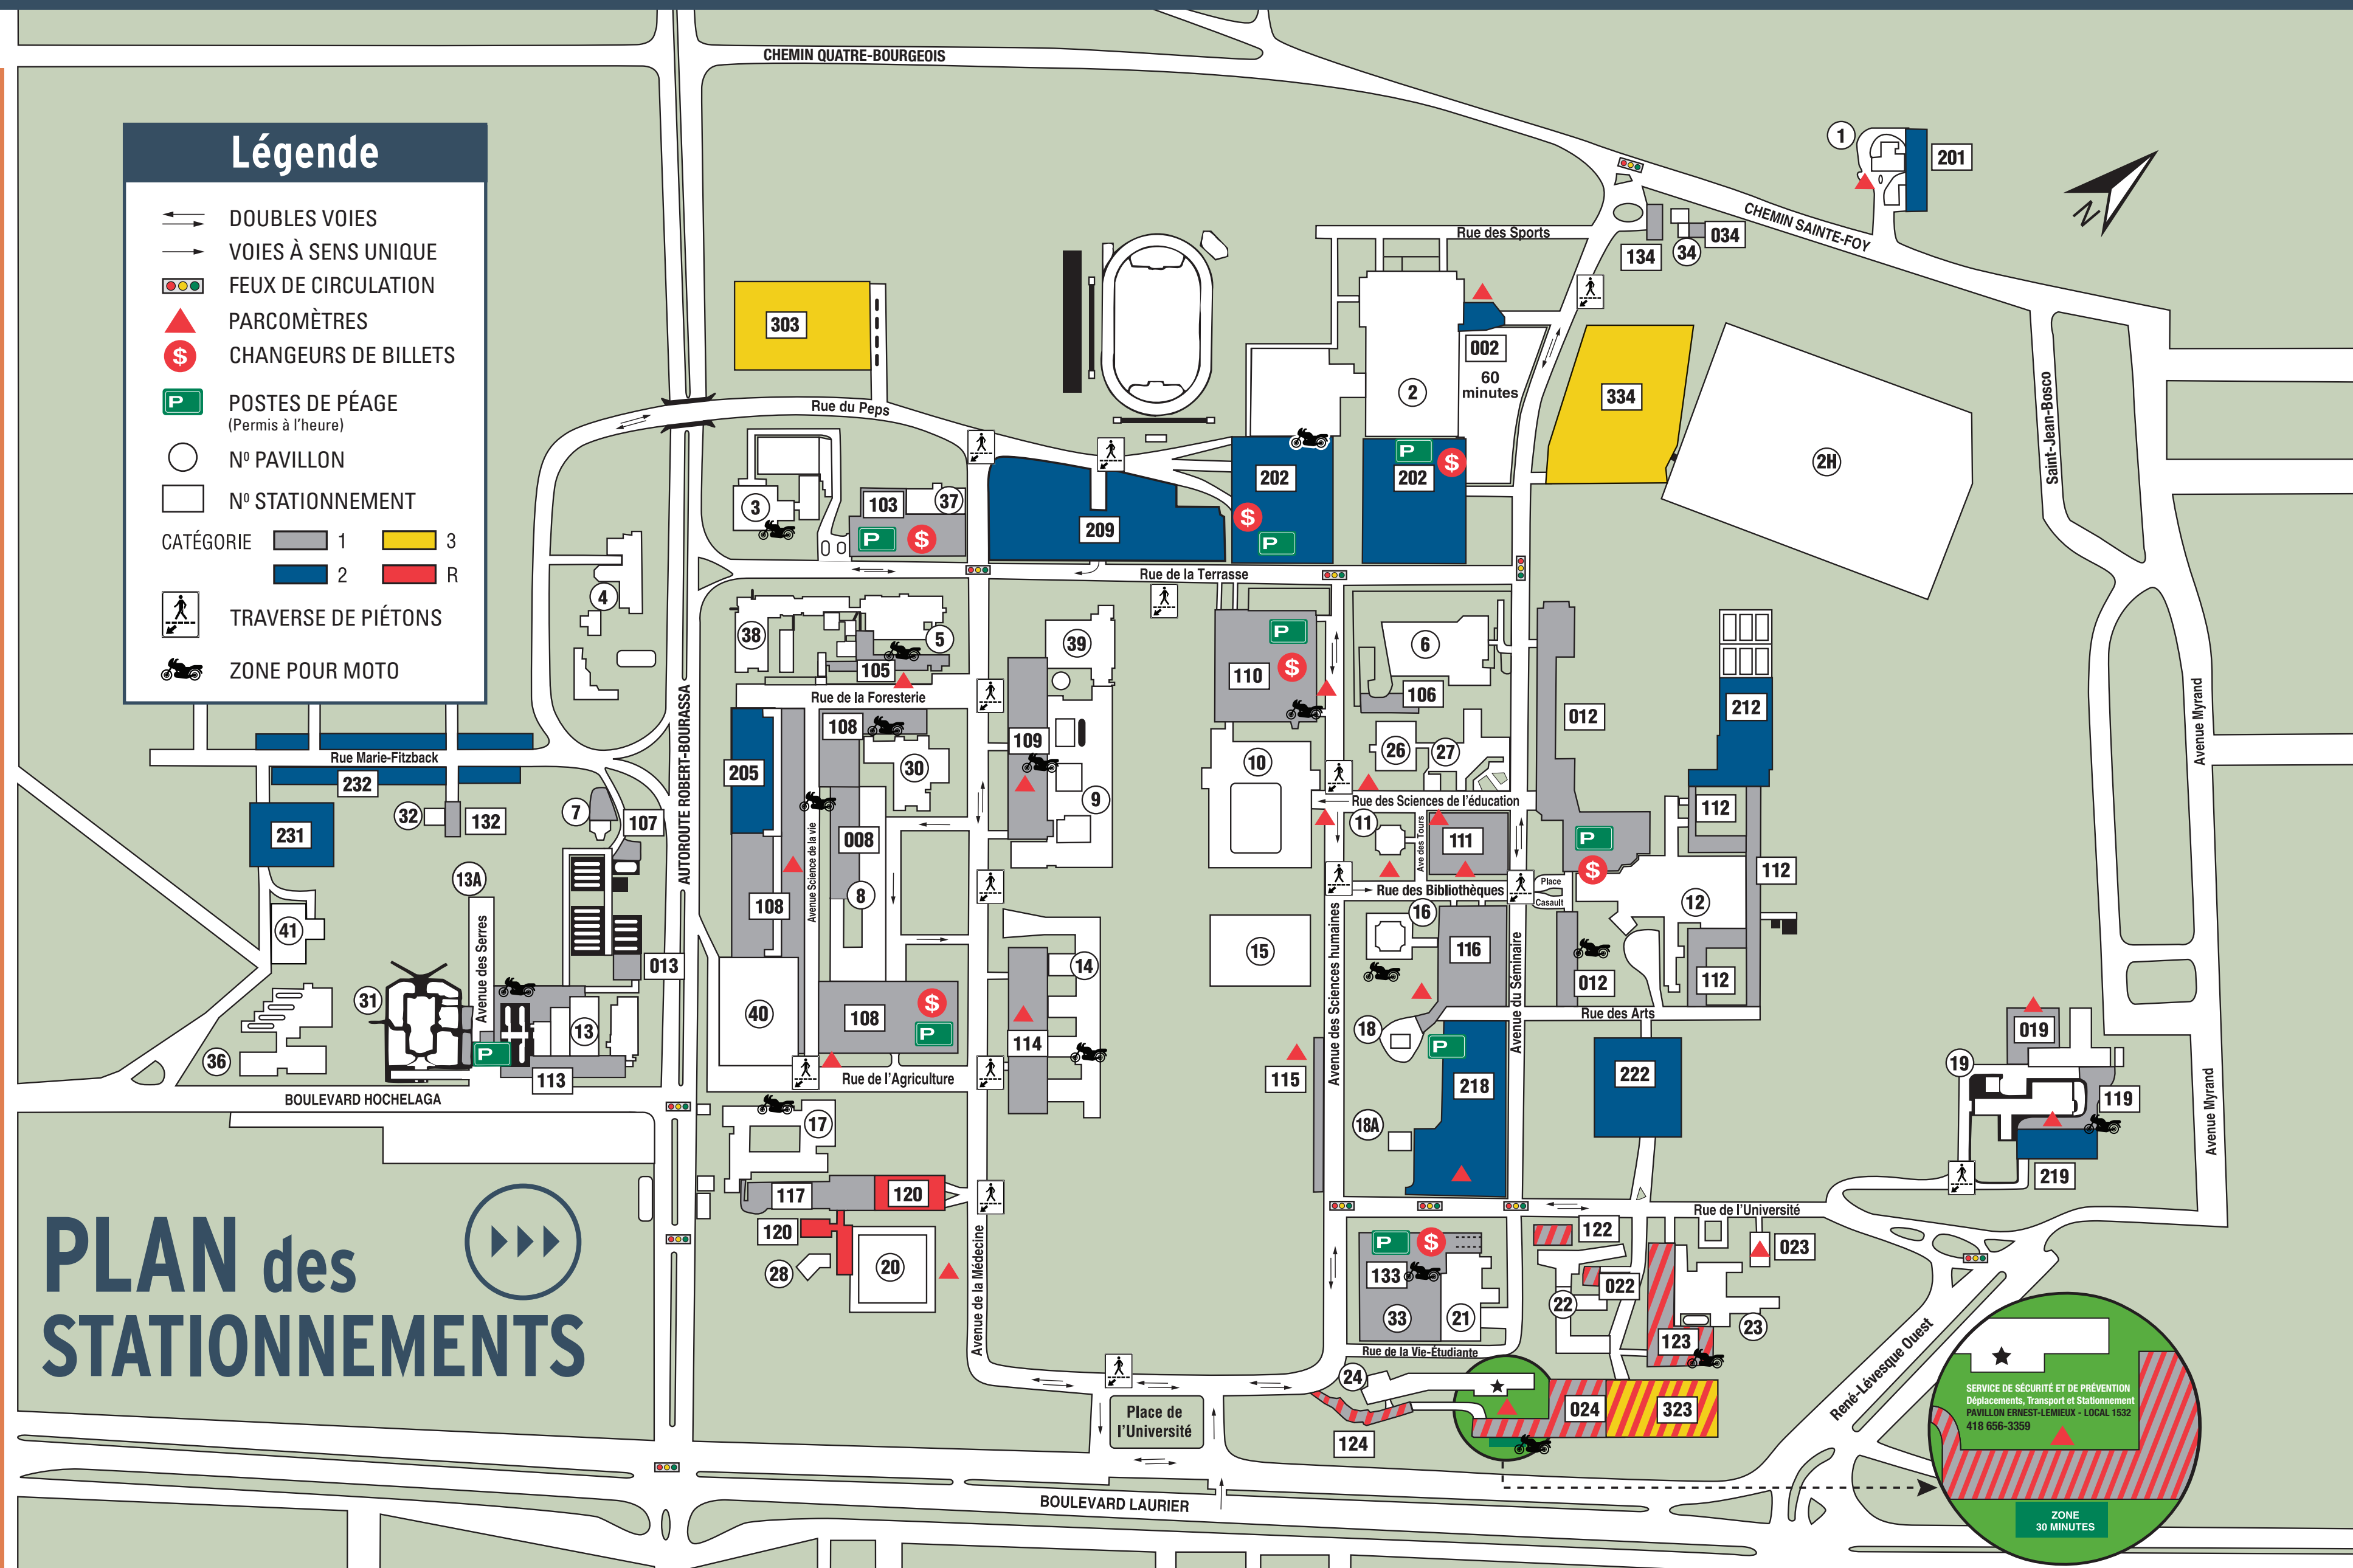 CHEMIN QUATRE-BOURGEOIS
Légende
DOUBLES VOIES
VOIES À SENS UNIQUE
FEUX DE CIRCULATION
PARCOMÈTRES
$ CHANGEURS DE BILLETS
P POSTES DE PÉAGE
(Permis à l'heure)
Nº PAVILLON
Nº STATIONNEMENT
CATÉGORIE 1 3
2 R
TRAVERSE DE PIÉTONS
ZONE POUR MOTO
1
201
N
CHEMIN SAINTE-FOY
Rue des Sports
134
34
034
303
002
60
minutes
2
334
2H
Saint-Jean-Bosco
Rue du Peps
3
103
37
P
$
209
202
$
P
P
$
202
Rue de la Terrasse
4
38
5
105
Rue de la Foresterie
39
P
$
110
6
106
012
212
Avenue Myrand
AUTOROUTE ROBERT-BOURASSA
108
30
205
109
9
10
26
27
Rue Marie-Fitzback
232
231
32
132
7
107
008
Avenue Science de la vie
8
108
Rue des Sciences de l'éducation
11
Ave des Tours
111
P
$
112
112
Rue des Bibliothèques
Place
Casault
12
13A
41
Avenue des Serres
013
31
13
36
P
113
BOULEVARD HOCHELAGA
40
108
$
P
14
114
Rue de l'Agriculture
15
16
116
Avenue des Sciences humaines
Avenue du Séminaire
012
112
Rue des Arts
18
P
218
115
18A
222
019
19
119
219
Avenue Myrand
17
117
120
120
28
20
Avenue de la Médecine
Rue de l'Université
P
$
133
33
21
122
022
22
123
23
023
Rue de la Vie-Étudiante
24
024
323
124
Place de
l'Université
René-Lévesque Ouest
BOULEVARD LAURIER
PLAN des
STATIONNEMENTS
SERVICE DE SÉCURITÉ ET DE PRÉVENTION
Déplacements, Transport et Stationnement
PAVILLON ERNEST-LEMIEUX - LOCAL 1532
418 656-3359
ZONE
30 MINUTES